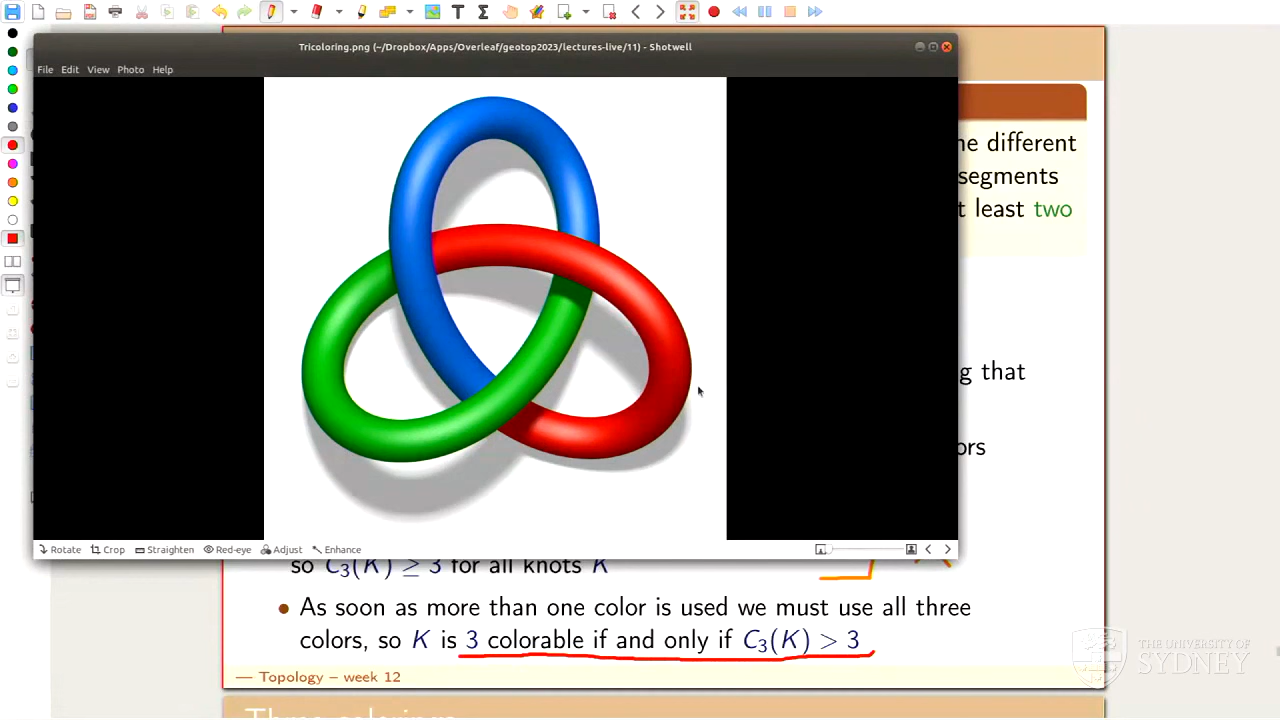 Tricoloring.png (~/Dropbox/Apps/Overleaf/geotop2023/lectures-live/11) - Shotwell
File Edit View Photo Help
ne different
segments
t least two
g that
ors
Rotate Crop Straighten Red-eye Adjust Enhance
so C₃(K) ≥ 3 for all knots K
• As soon as more than one color is used we must use all three
colors, so K is 3 colorable if and only if C₃(K) > 3
— Topology – week 12
THE UNIVERSITY OF
SYDNEY
Three colorings